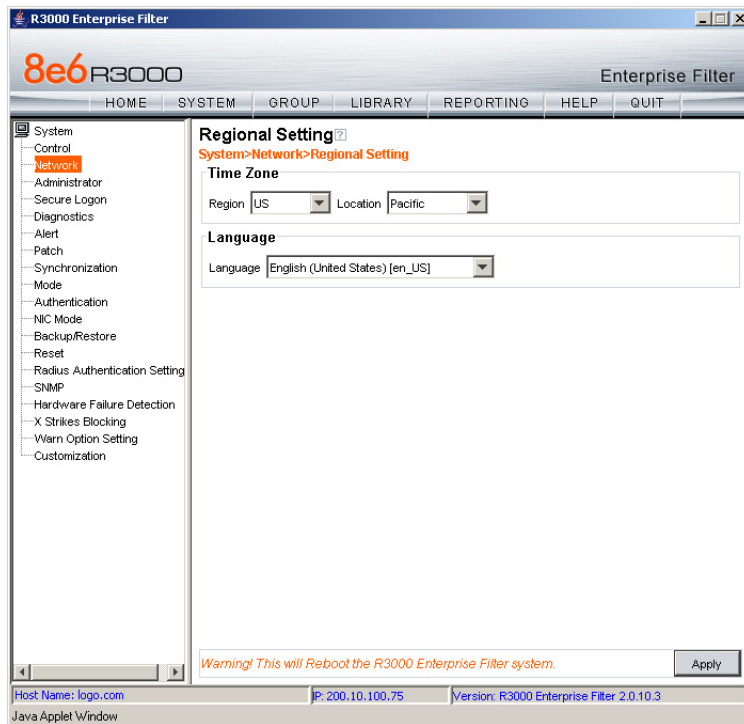 R3000 Enterprise Filter
8e6 R3000
Enterprise Filter
HOME SYSTEM GROUP LIBRARY REPORTING HELP QUIT
System
Control
Network
Administrator
Secure Logon
Diagnostics
Alert
Patch
Synchronization
Mode
Authentication
NIC Mode
Backup/Restore
Reset
Radius Authentication Setting
SNMP
Hardware Failure Detection
X Strikes Blocking
Warn Option Setting
Customization
Regional Setting ?
System>Network>Regional Setting
Time Zone
Region US Location Pacific
Language
Language English (United States) [en_US]
Warning! This will Reboot the R3000 Enterprise Filter system.
Apply
Host Name: logo.com IP: 200.10.100.75 Version: R3000 Enterprise Filter 2.0.10.3
Java Applet Window